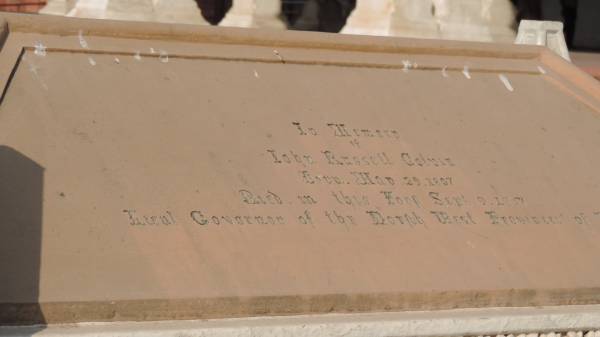 In Memory
of
John Russell Colvin
Born May 29, 1807
Died in this Fort Sept 9, 1857
Lieut Governor of the North West Provinces of